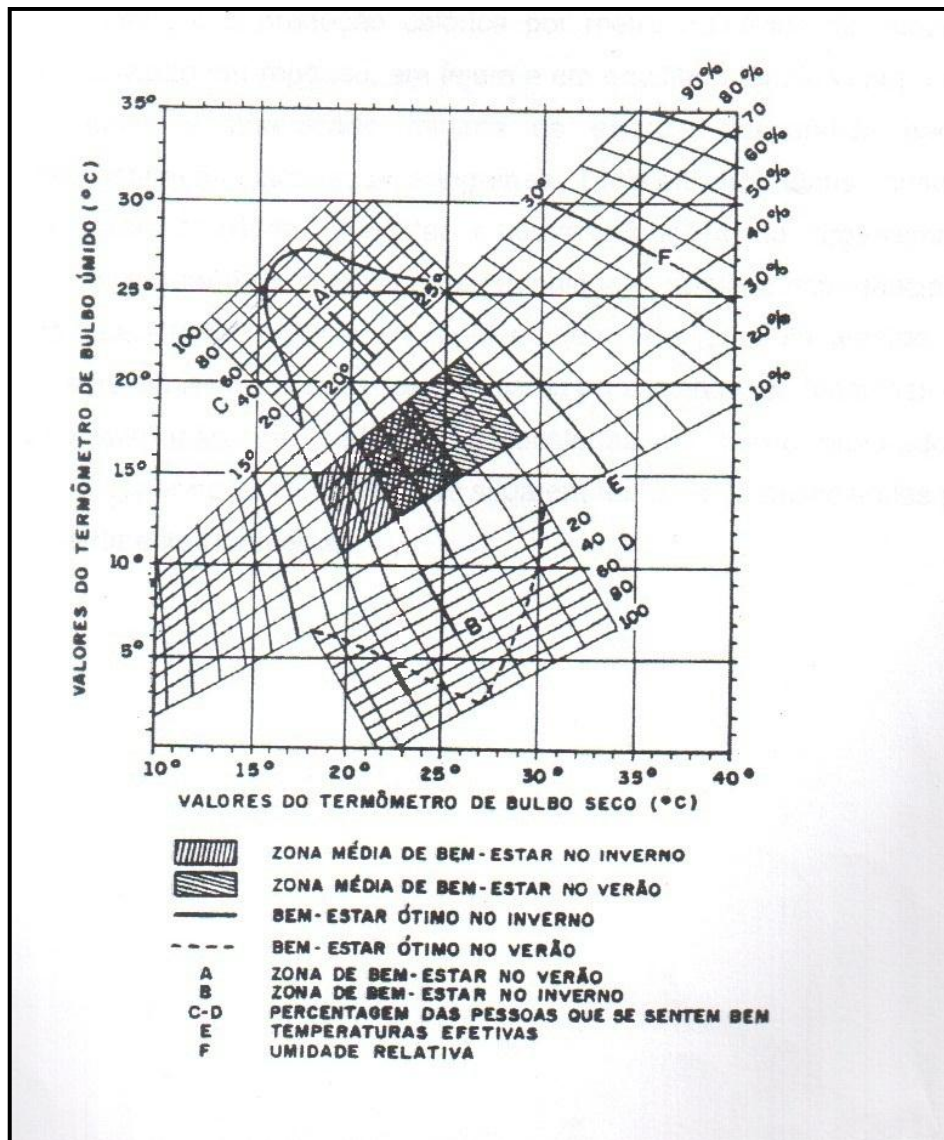 90%
80%
70
60%
50%
40%
30%
20%
10%
35°
30°
25°
20°
15°
10°
5°
VALORES DO TERMÔMETRO DE BULBO ÚMIDO (°C)
30°
25°
20°
15°
A
F
E
B
C
D
100
80
60
40
20
20
40
60
80
100
10° 15° 20° 25° 30° 35° 40°
VALORES DO TERMÔMETRO DE BULBO SECO (°C)
ZONA MÉDIA DE BEM-ESTAR NO INVERNO
ZONA MÉDIA DE BEM-ESTAR NO VERÃO
BEM-ESTAR ÓTIMO NO INVERNO
BEM-ESTAR ÓTIMO NO VERÃO
A ZONA DE BEM-ESTAR NO VERÃO
B ZONA DE BEM-ESTAR NO INVERNO
C-D PERCENTAGEM DAS PESSOAS QUE SE SENTEM BEM
E TEMPERATURAS EFETIVAS
F UMIDADE RELATIVA